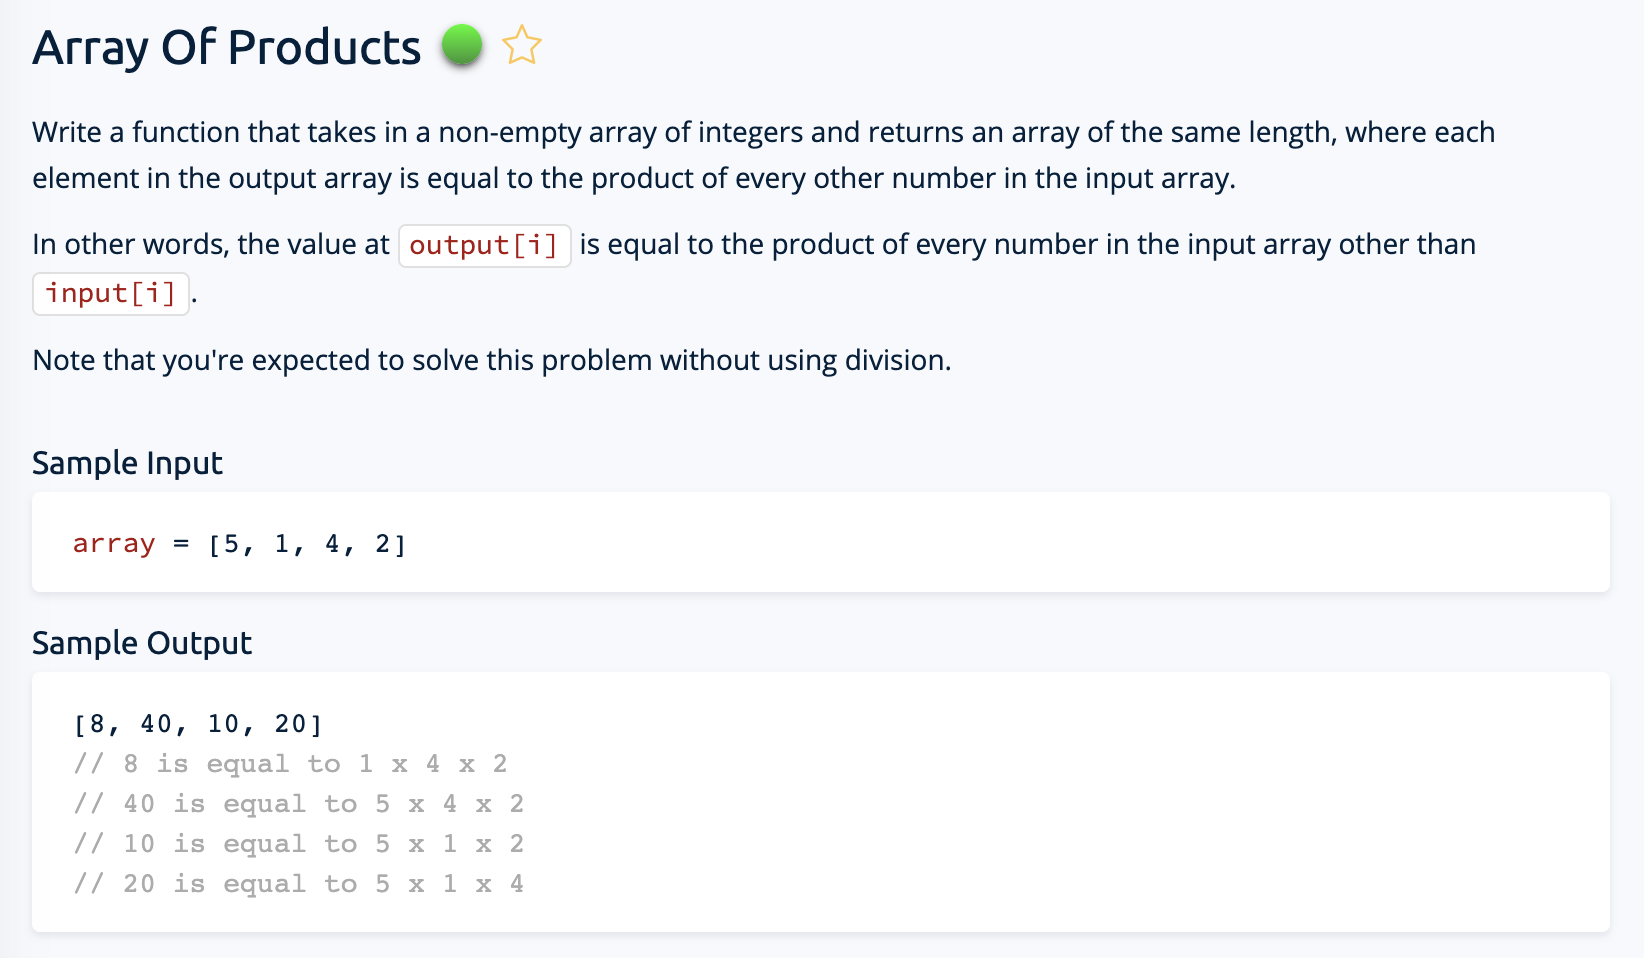 Array Of Products
Write a function that takes in a non-empty array of integers and returns an array of the same length, where each
element in the output array is equal to the product of every other number in the input array.
In other words, the value at output[i] is equal to the product of every number in the input array other than
input[i] .
Note that you're expected to solve this problem without using division.
Sample Input
array = [5, 1, 4, 2]
Sample Output
[8, 40, 10, 20]
// 8 is equal to 1 x 4 x 2
// 40 is equal to 5 x 4 x 2
// 10 is equal to 5 x 1 x 2
// 20 is equal to 5 x 1 x 4